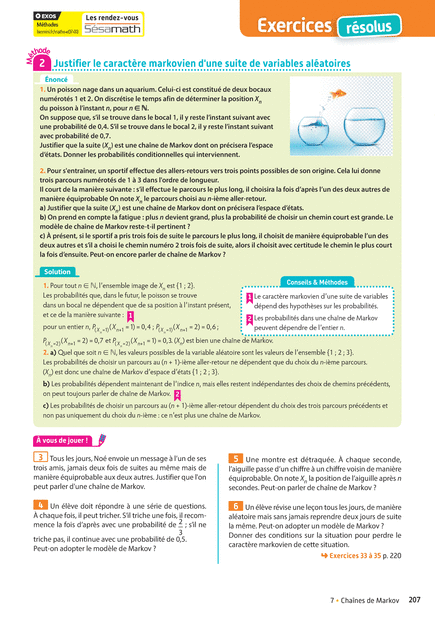 EXOS
Méthodes
Les rendez-vous
Sésamath
Exercices résolus
Méthode
2 Justifier le caractère markovien d'une suite de variables aléatoires
Énoncé
1. Un poisson nage dans un aquarium. Celui-ci est constitué de deux bocaux
numérotés 1 et 2. On discrétise le temps afin de déterminer la position Xn
du poisson à l'instant n, pour n ∈ ℕ.
On suppose que, s'il se trouve dans le bocal 1, il y reste l'instant suivant avec
une probabilité de 0,4. S'il se trouve dans le bocal 2, il y reste l'instant suivant
avec probabilité de 0,7.
Justifier que la suite (Xn) est une chaîne de Markov dont on précisera l'espace
d'états. Donner les probabilités conditionnelles qui interviennent.
2. Pour s'entraîner, un sportif effectue des allers-retours vers trois points possibles de son origine. Cela lui donne
trois parcours numérotés de 1 à 3 dans l'ordre de longueur.
Il court de la manière suivante : s'il effectue le parcours le plus long, il choisira la fois d'après l'un des deux autres de
manière équiprobable On note Xn le parcours choisi au n-ième aller-retour.
a) Justifier que la suite (Xn) est une chaîne de Markov dont on précisera l'espace d'états.
b) On prend en compte la fatigue : plus n devient grand, plus la probabilité de choisir un chemin court est grande. Le
modèle de chaîne de Markov reste-t-il pertinent ?
c) À présent, si le sportif a pris trois fois de suite le parcours le plus long, il choisit de manière équiprobable l'un des
deux autres et s'il a choisi le chemin numéro 2 trois fois de suite, alors il choisit avec certitude le chemin le plus court
la fois d'ensuite. Peut-on encore parler de chaîne de Markov ?
Solution
1. Pour tout n ∈ ℕ, l'ensemble image de Xn est {1 ; 2}.
Les probabilités que, dans le futur, le poisson se trouve
dans un bocal ne dépendent que de sa position à l'instant présent,
et ce de la manière suivante : 1
pour un entier n, P(Xn=1)(Xn+1 = 1) = 0,4 ; P(Xn=1)(Xn+1 = 2) = 0,6 ;
P(Xn=2)(Xn+1 = 2) = 0,7 et P(Xn=2)(Xn+1 = 1) = 0,3. (Xn) est bien une chaîne de Markov.
Conseils & Méthodes
1 Le caractère markovien d'une suite de variables
dépend des hypothèses sur les probabilités.
2 Les probabilités dans une chaîne de Markov
peuvent dépendre de l'entier n.
2. a) Quel que soit n ∈ ℕ, les valeurs possibles de la variable aléatoire sont les valeurs de l'ensemble {1 ; 2 ; 3}.
Les probabilités de choisir un parcours au (n + 1)-ième aller-retour ne dépendent que du choix du n-ième parcours.
(Xn) est donc une chaîne de Markov d'espace d'états {1 ; 2 ; 3}.
b) Les probabilités dépendent maintenant de l'indice n, mais elles restent indépendantes des choix de chemins précédents,
on peut toujours parler de chaîne de Markov. 2
c) Les probabilités de choisir un parcours au (n + 1)-ième aller-retour dépendent du choix des trois parcours précédents et
non pas uniquement du choix du n-ième : ce n'est plus une chaîne de Markov.
À vous de jouer !
3 Tous les jours, Noé envoie un message à l'un de ses
trois amis, jamais deux fois de suites au même mais de
manière équiprobable aux deux autres. Justifier que l'on
peut parler d'une chaîne de Markov.
4 Un élève doit répondre à une série de questions.
À chaque fois, il peut tricher. S'il triche une fois, il recom-
mence la fois d'après avec une probabilité de 2/3 ; s'il ne
triche pas, il continue avec une probabilité de 0,5.
Peut-on adopter le modèle de Markov ?
5 Une montre est détraquée. À chaque seconde,
l'aiguille passe d'un chiffre à un chiffre voisin de manière
équiprobable. On note Xn la position de l'aiguille après n
secondes. Peut-on parler de chaîne de Markov ?
6 Un élève révise une leçon tous les jours, de manière
aléatoire mais sans jamais reprendre deux jours de suite
la même. Peut-on adopter un modèle de Markov ?
Donner des conditions sur la situation pour perdre le
caractère markovien de cette situation.
Exercices 33 à 35 p. 220
7 • Chaînes de Markov 207